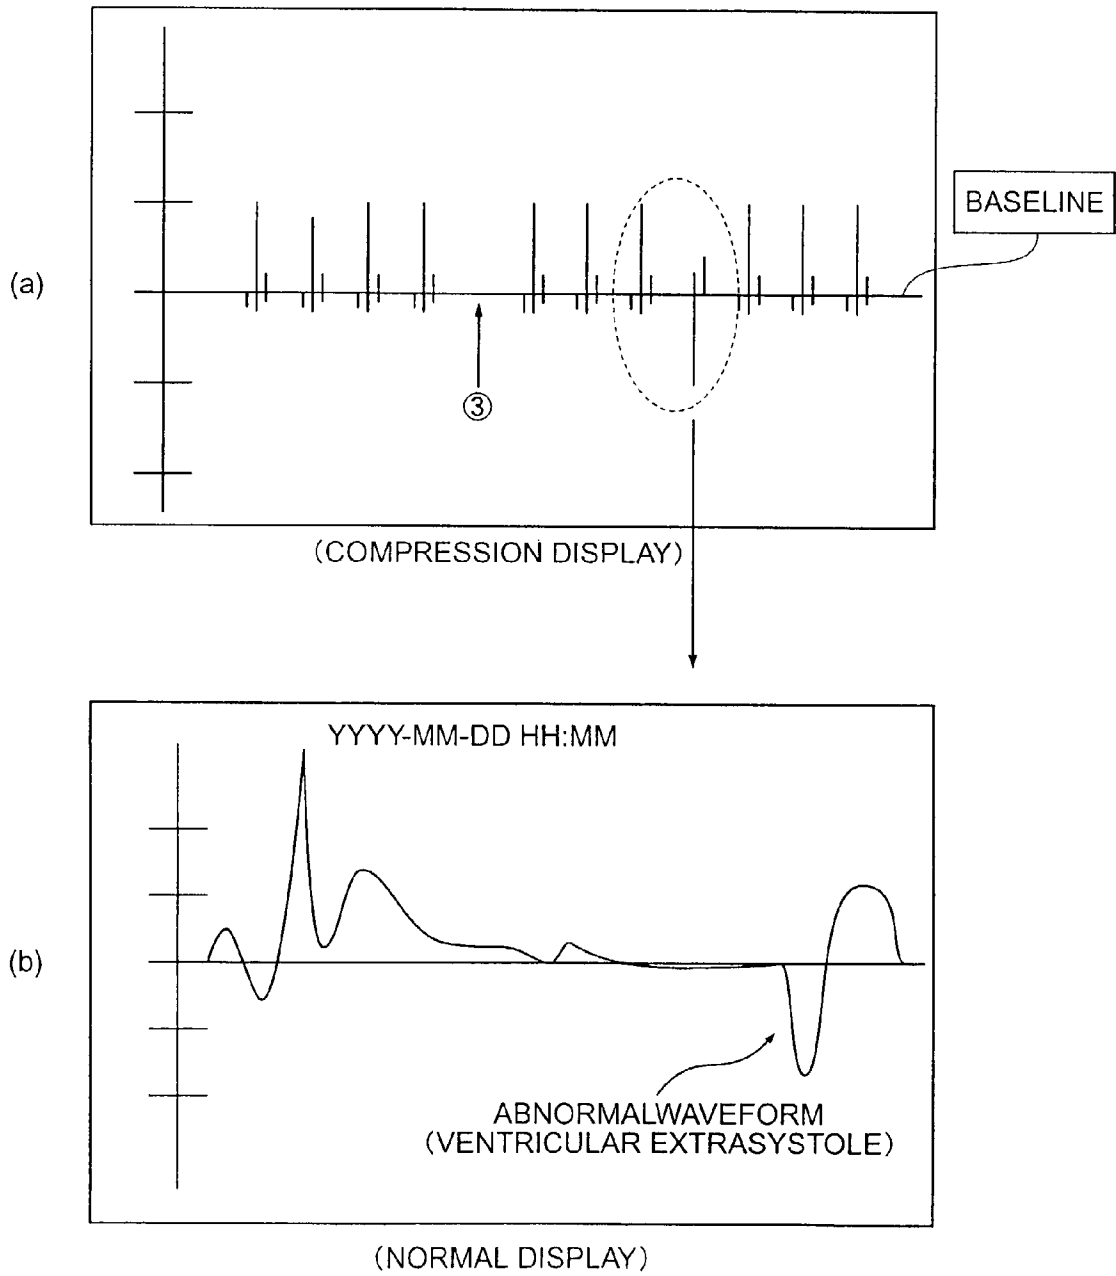 BASELINE
(a)
③
(COMPRESSION DISPLAY)
YYYY-MM-DD HH:MM
(b)
ABNORMALWAVEFORM
(VENTRICULAR EXTRASYSTOLE)
(NORMAL DISPLAY)